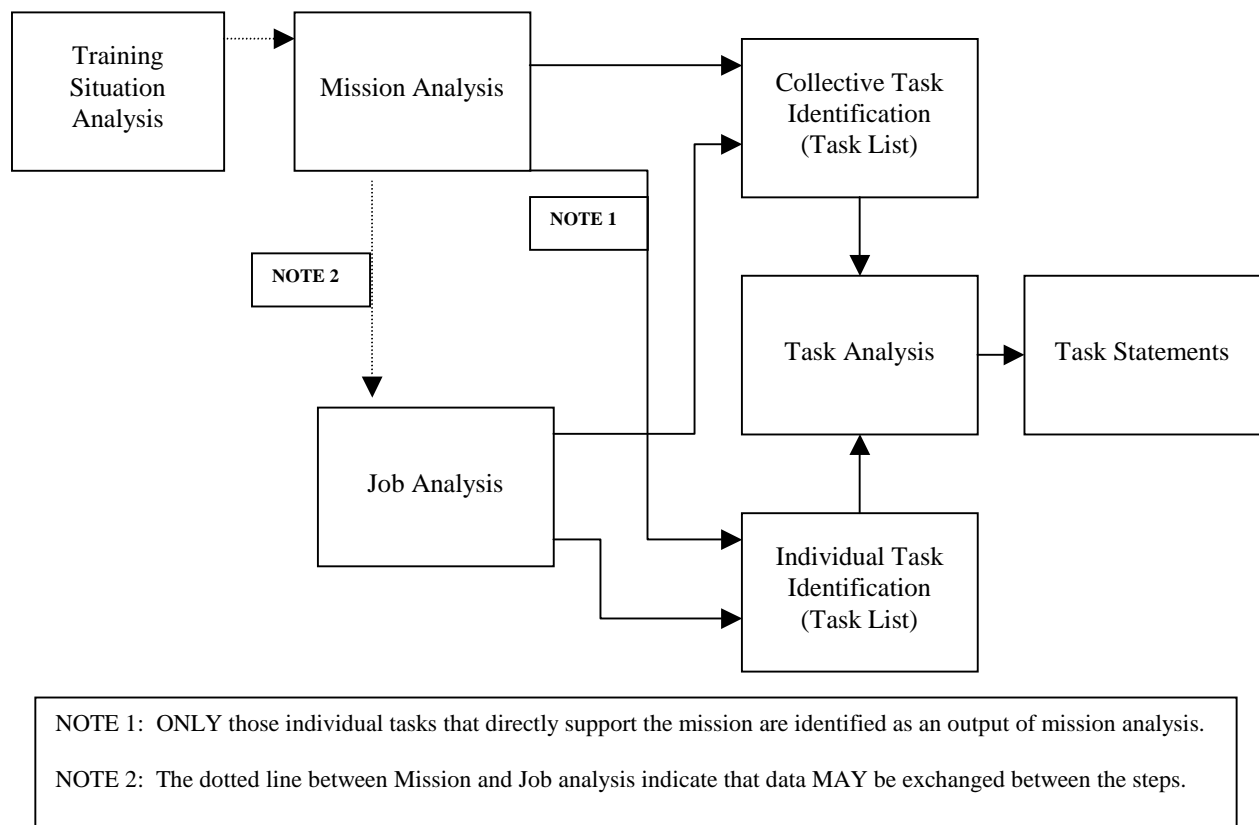 Training
Situation
Analysis
Mission Analysis
Collective Task
Identification
(Task List)
NOTE 1
NOTE 2
Task Analysis
Task Statements
Job Analysis
Individual Task
Identification
(Task List)
NOTE 1:  ONLY those individual tasks that directly support the mission are identified as an output of mission analysis.
NOTE 2:  The dotted line between Mission and Job analysis indicate that data MAY be exchanged between the steps.